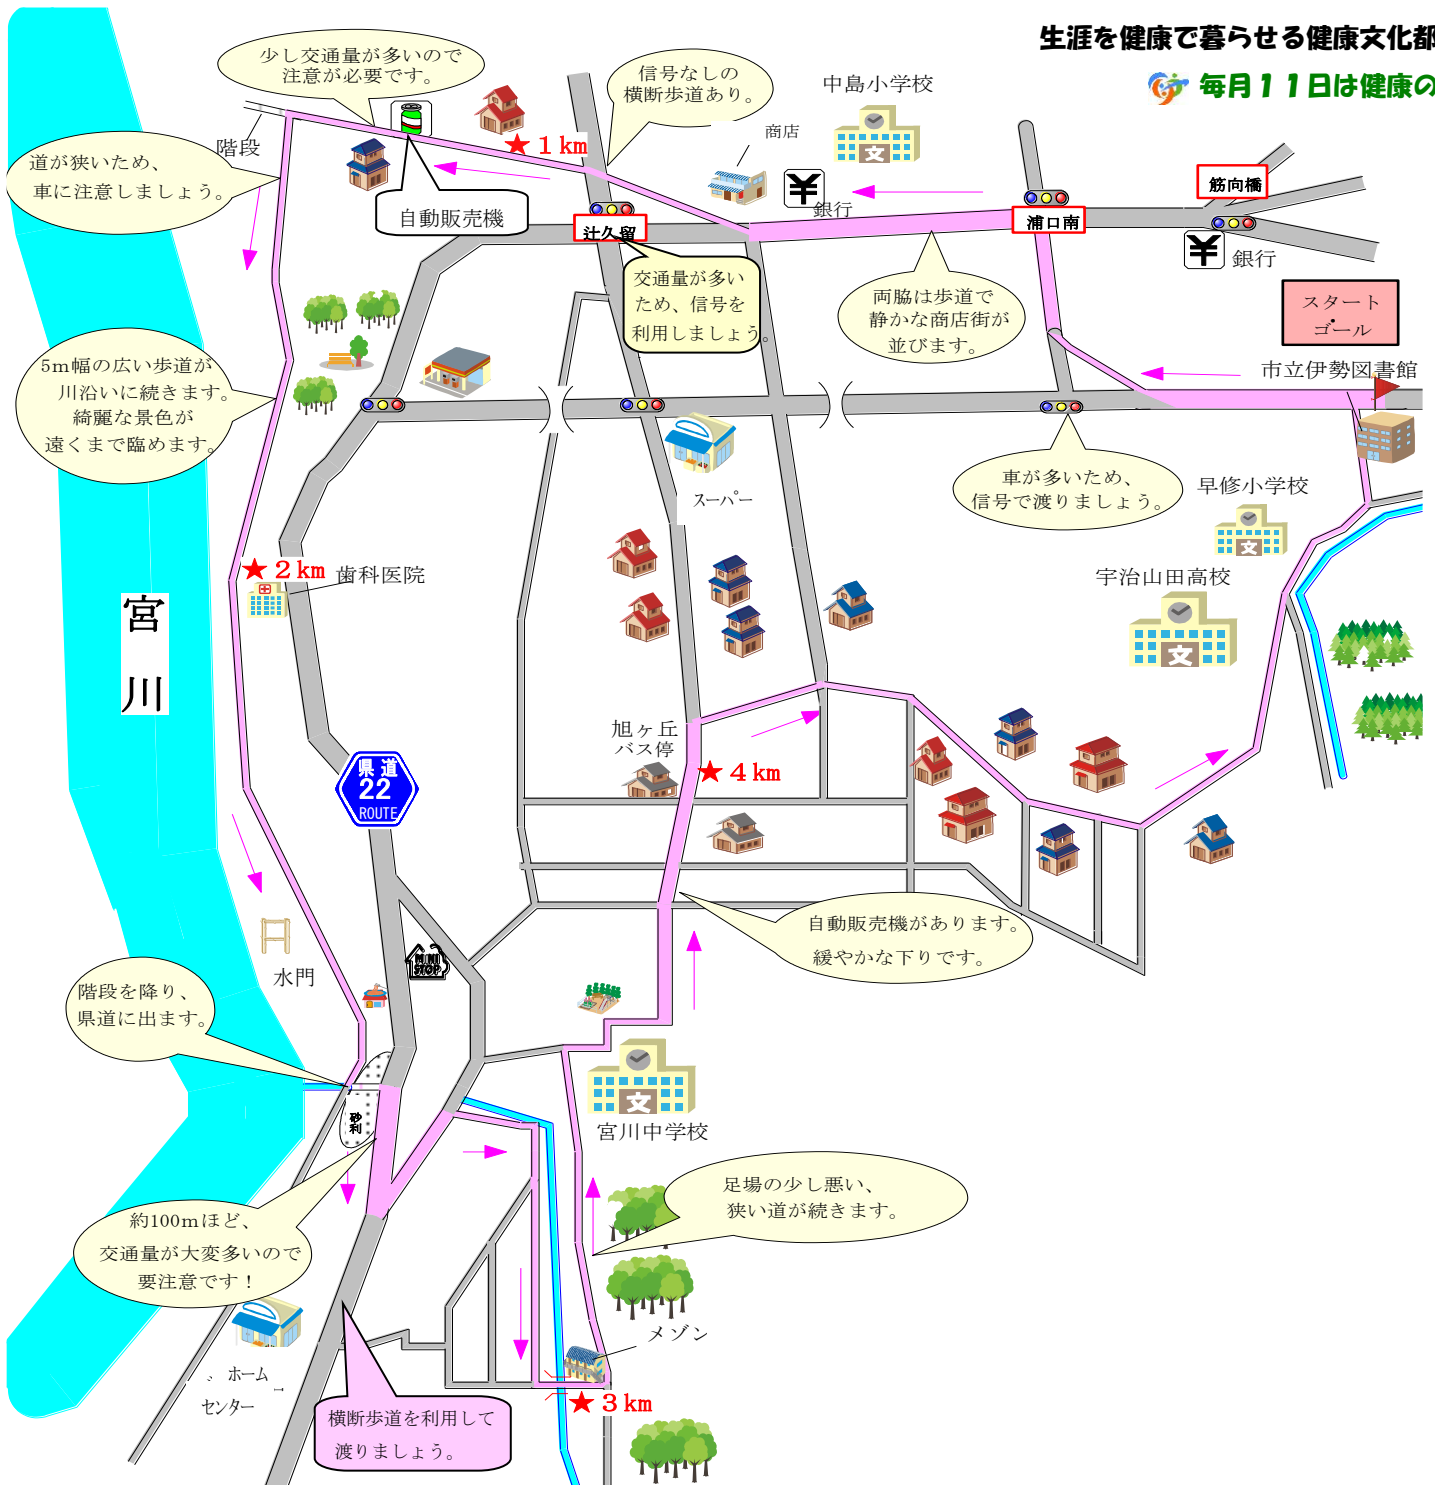 生涯を健康で暮らせる健康文化都
毎月１１日は健康の
少し交通量が多いので
注意が必要です。
信号なしの
横断歩道あり。
中島小学校
商店
階段
★１km
道が狭いため、
車に注意しましょう。
自動販売機
銀行
辻久留
浦口南
筋向橋
銀行
交通量が多い
ため、信号を
利用しましょう。
両脇は歩道で
静かな商店街が
並びます。
スタート
・
ゴール
市立伊勢図書館
5m幅の広い歩道が
川沿いに続きます。
綺麗な景色が
遠くまで臨めます。
スーパー
車が多いため、
信号で渡りましょう。
早修小学校
文
★２km
歯科医院
宇治山田高校
文
宮
川
旭ヶ丘
バス停
★４km
県道
22
ROUTE
自動販売機があります。
緩やかな下りです。
MINI
STOP
水門
階段を降り、
県道に出ます。
砂
利
文
宮川中学校
足場の少し悪い、
狭い道が続きます。
約100mほど、
交通量が大変多いので
要注意です！
メゾン
ホーム
センター
★３km
横断歩道を利用して
渡りましょう。
文